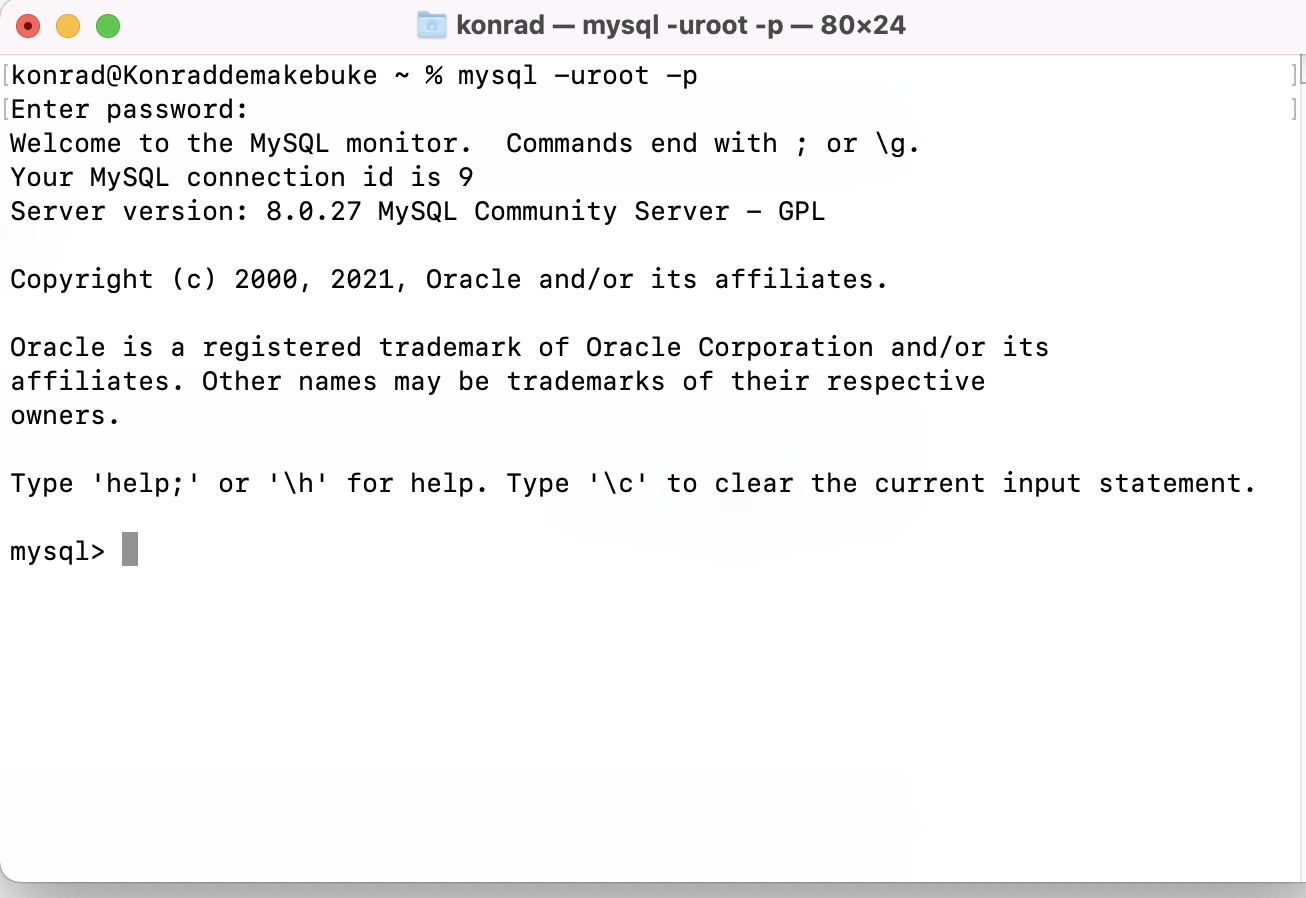 konrad — mysql -uroot -p — 80×24
[konrad@Konraddemakebuke ~ % mysql -uroot -p ]
[Enter password: ]
Welcome to the MySQL monitor.  Commands end with ; or \g.
Your MySQL connection id is 9
Server version: 8.0.27 MySQL Community Server - GPL
Copyright (c) 2000, 2021, Oracle and/or its affiliates.
Oracle is a registered trademark of Oracle Corporation and/or its
affiliates. Other names may be trademarks of their respective
owners.
Type 'help;' or '\h' for help. Type '\c' to clear the current input statement.
mysql>